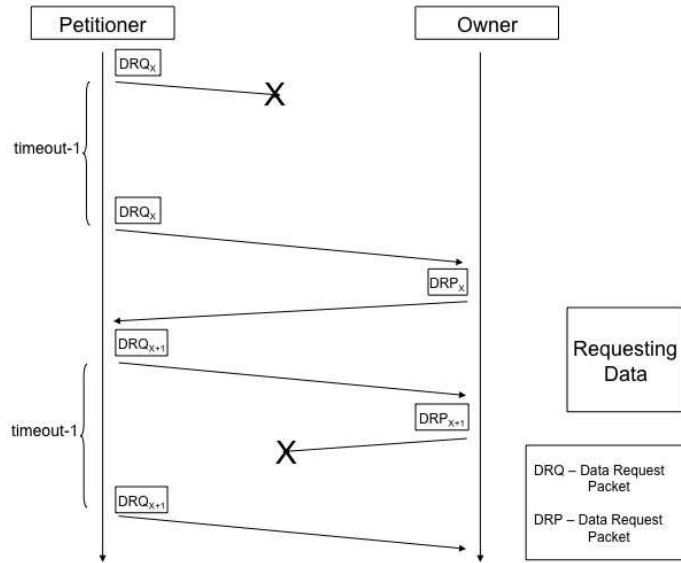 Petitioner
Owner
DRQX
timeout-1
DRQX
DRPX
DRQX+1
Requesting
Data
timeout-1
DRPX+1
DRQX+1
DRQ – Data Request
Packet
DRP – Data Request
Packet